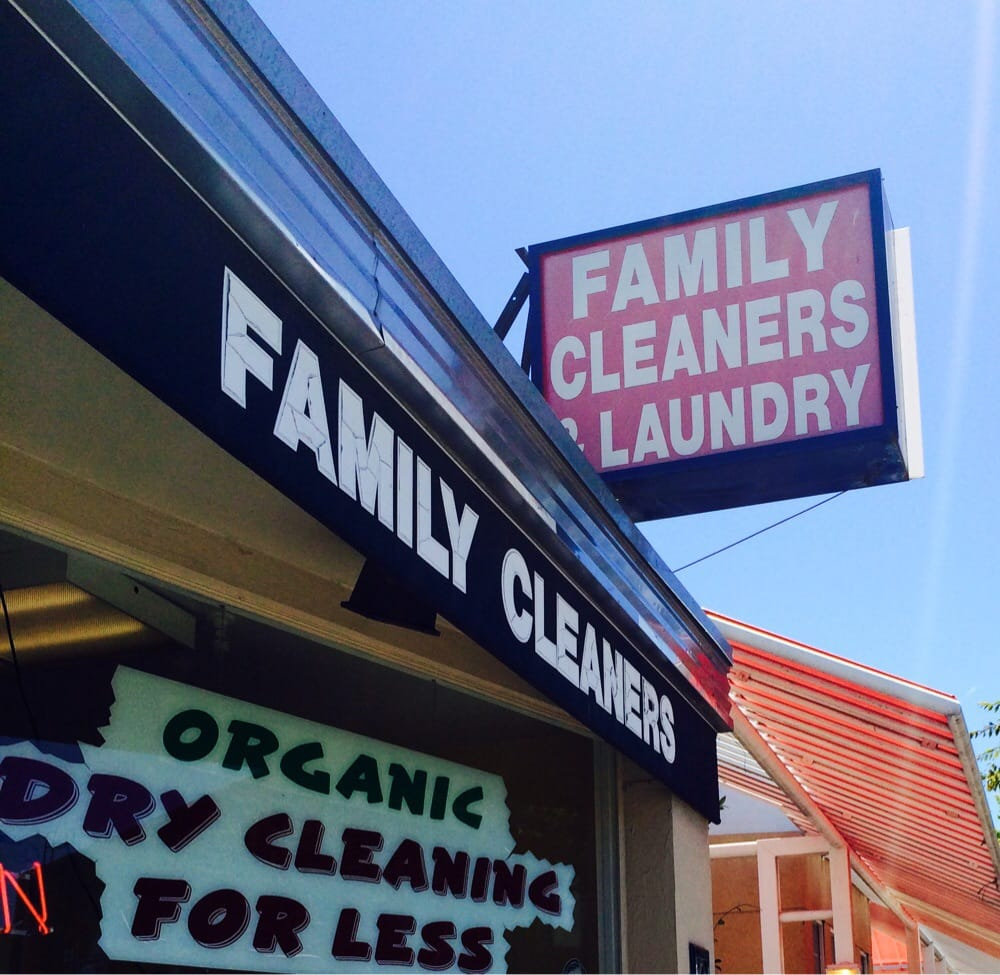 FAMILY
CLEANERS
& LAUNDRY
FAMILY CLEANERS
ORGANIC
DRY CLEANING
FOR LESS